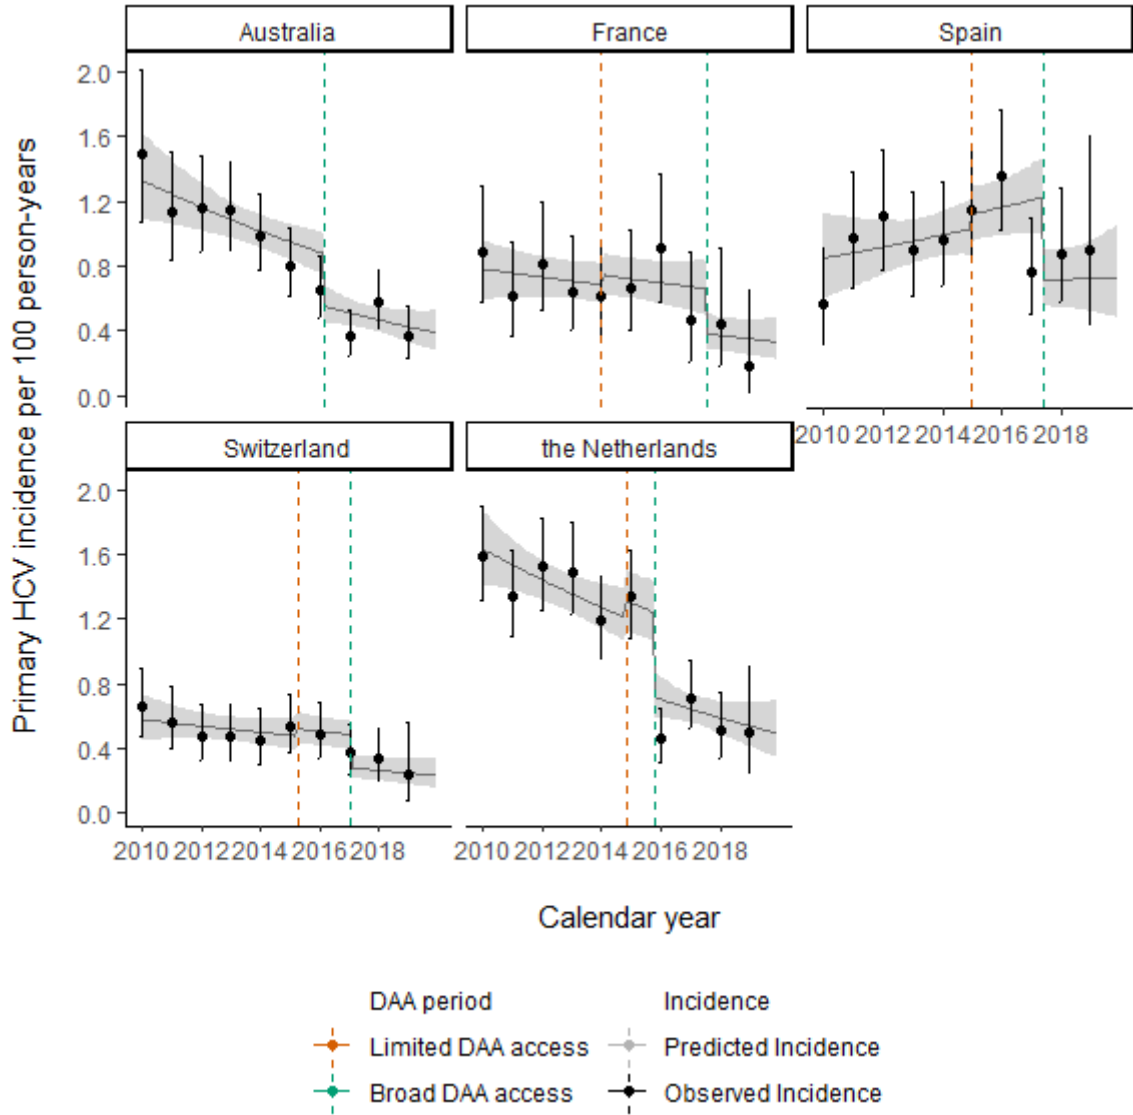 Australia
France
Spain
Primary HCV incidence per 100 person-years
2.0
1.6
1.2
0.8
0.4
0.0
2010 2012 2014 2016 2018
Switzerland
the Netherlands
2.0
1.6
1.2
0.8
0.4
0.0
2010 2012 2014 2016 2018
2010 2012 2014 2016 2018
Calendar year
DAA period
Limited DAA access
Broad DAA access
Incidence
Predicted Incidence
Observed Incidence